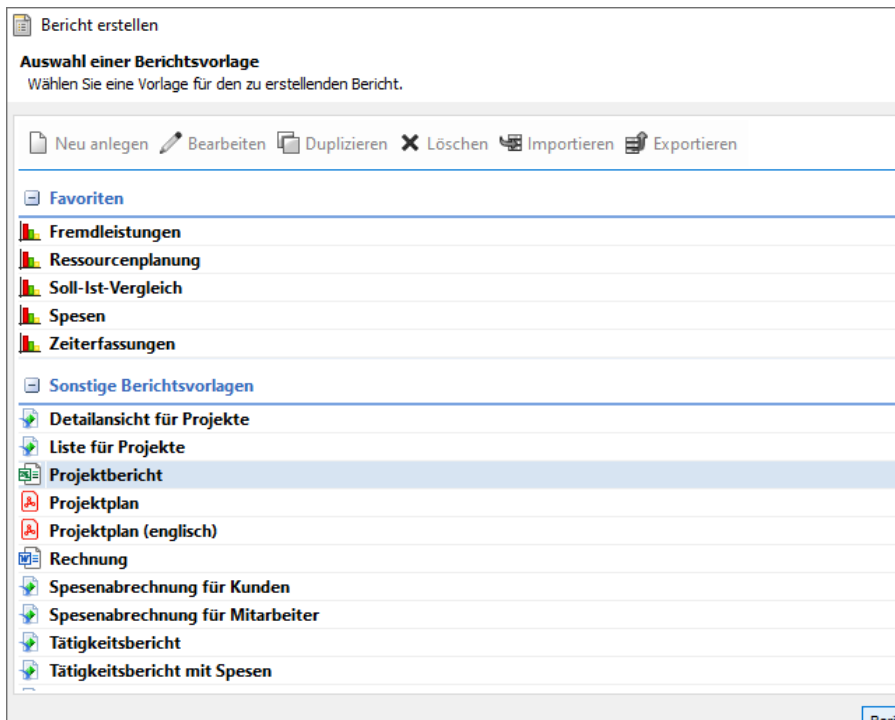 Bericht erstellen
Auswahl einer Berichtsvorlage
Wählen Sie eine Vorlage für den zu erstellenden Bericht.
Neu anlegen Bearbeiten Duplizieren Löschen Importieren Exportieren
Favoriten
Fremdleistungen
Ressourcenplanung
Soll-Ist-Vergleich
Spesen
Zeiterfassungen
Sonstige Berichtsvorlagen
Detailansicht für Projekte
Liste für Projekte
Projektbericht
Projektplan
Projektplan (englisch)
Rechnung
Spesenabrechnung für Kunden
Spesenabrechnung für Mitarbeiter
Tätigkeitsbericht
Tätigkeitsbericht mit Spesen